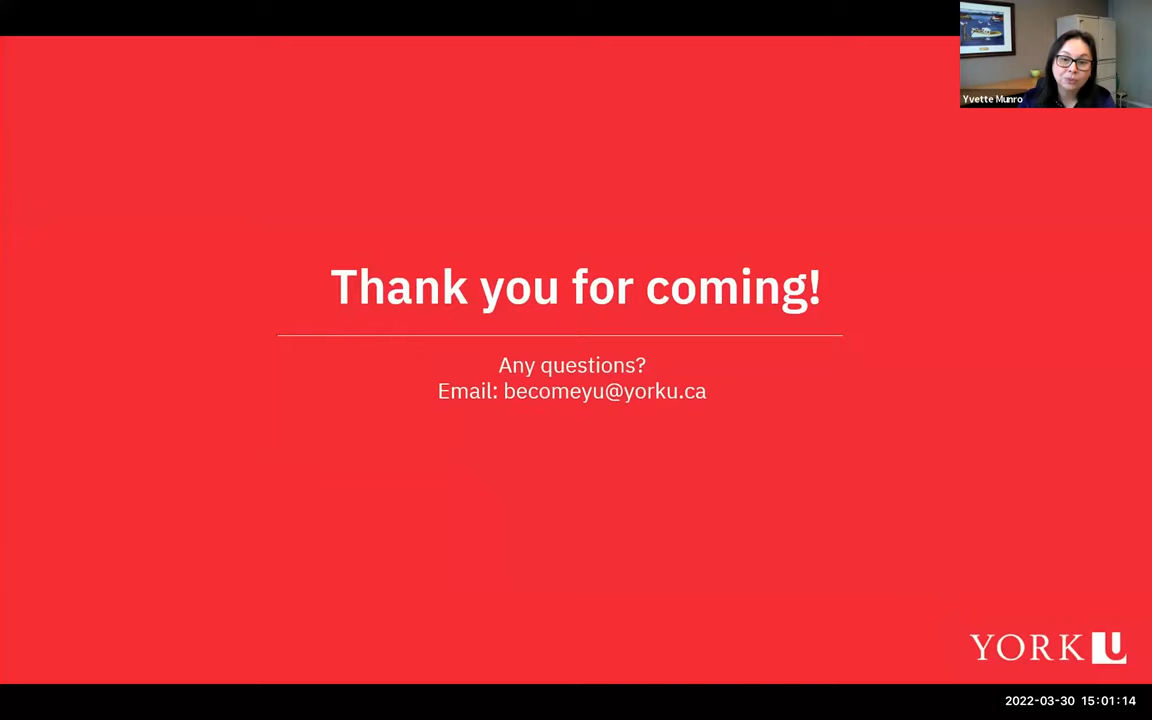 Yvette Munro
Thank you for coming!
Any questions?
Email: becomeyu@yorku.ca
YORK U
2022-03-30 15:01:14